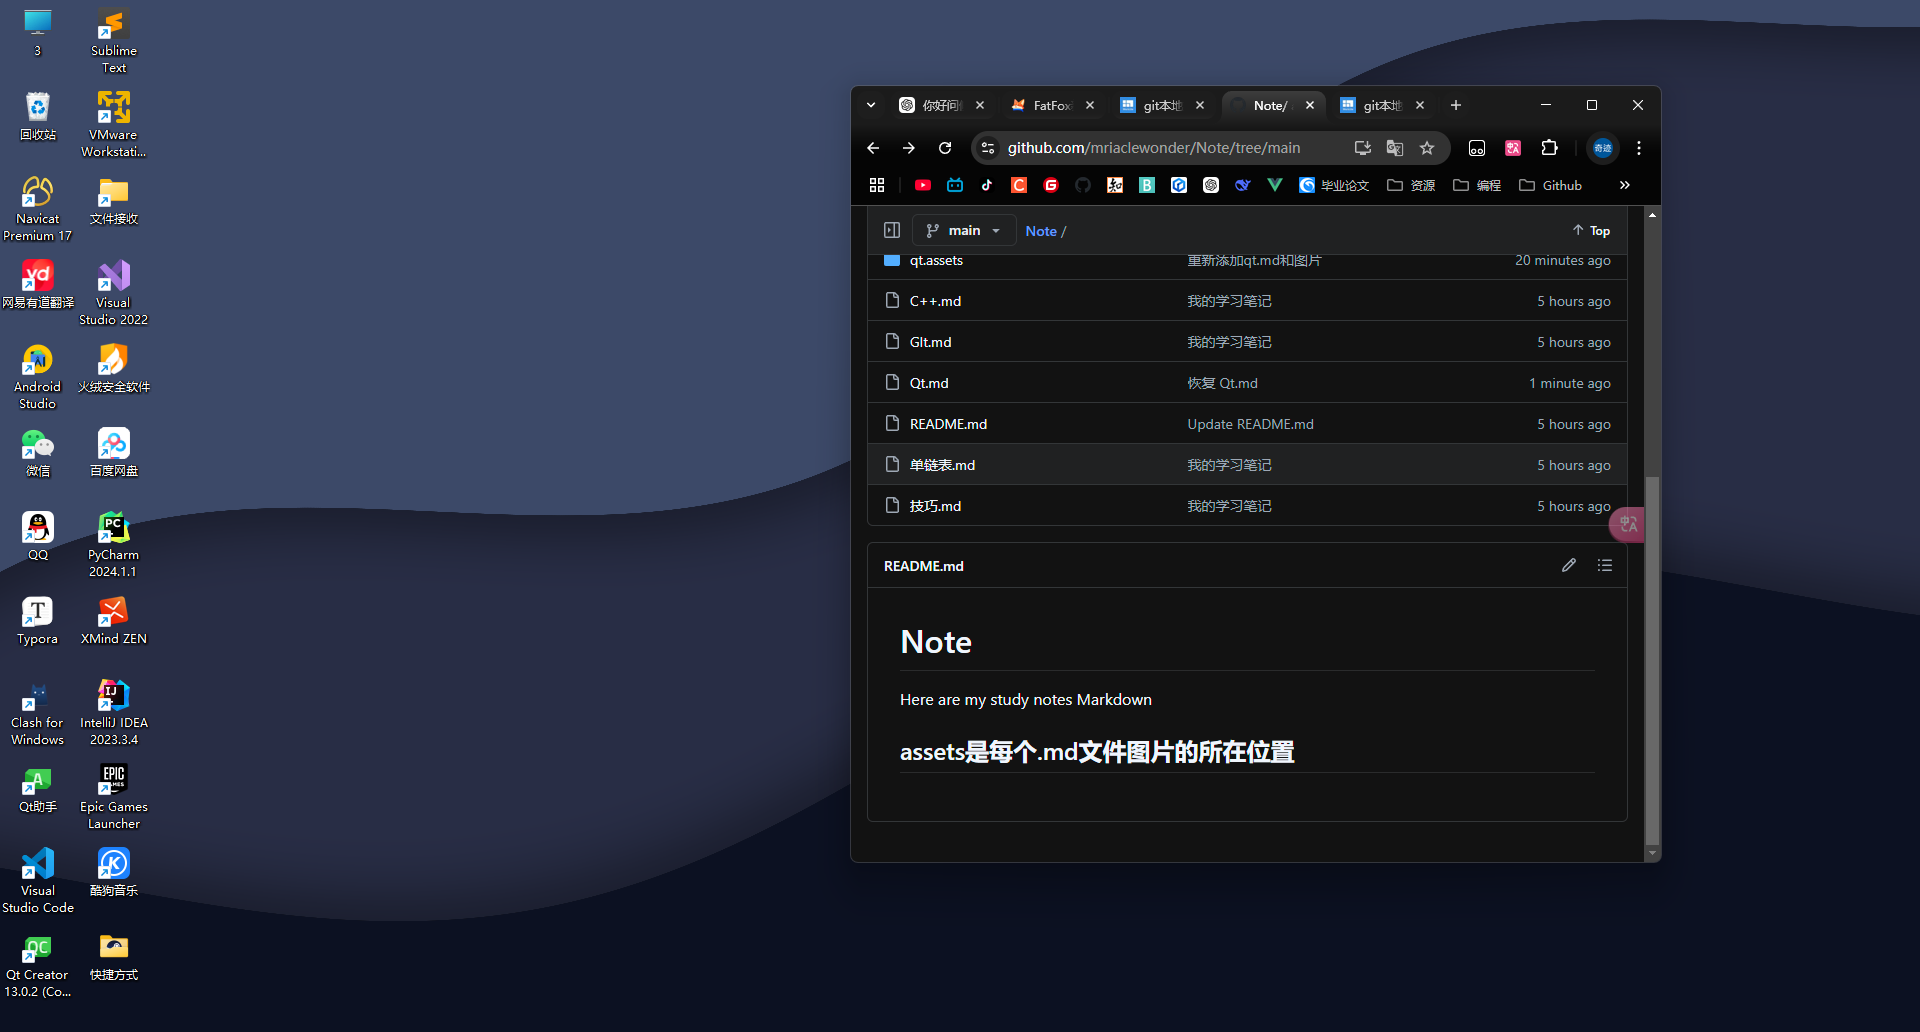 3
Sublime
Text
回收站
VMware
Workstati...
Navicat
Premium 17
文件接收
网易有道翻译
Visual
Studio 2022
Android
Studio
火绒安全软件
微信
百度网盘
QQ
PyCharm
2024.1.1
Typora
XMind ZEN
Clash for
Windows
IntelliJ IDEA
2023.3.4
Qt助手
Epic Games
Launcher
Visual
Studio Code
酷狗音乐
Qt Creator
13.0.2 (Co...
快捷方式
你好问 FatFox git本地 Note/ git本地
github.com/mriaclewonder/Note/tree/main 奇迹
毕业论文 资源 编程 Github
main Note / Top
qt.assets 重新添加qt.md和图片 20 minutes ago
C++.md 我的学习笔记 5 hours ago
GIt.md 我的学习笔记 5 hours ago
Qt.md 恢复 Qt.md 1 minute ago
README.md Update README.md 5 hours ago
单链表.md 我的学习笔记 5 hours ago
技巧.md 我的学习笔记 5 hours ago
README.md
Note
Here are my study notes Markdown
assets是每个.md文件图片的所在位置